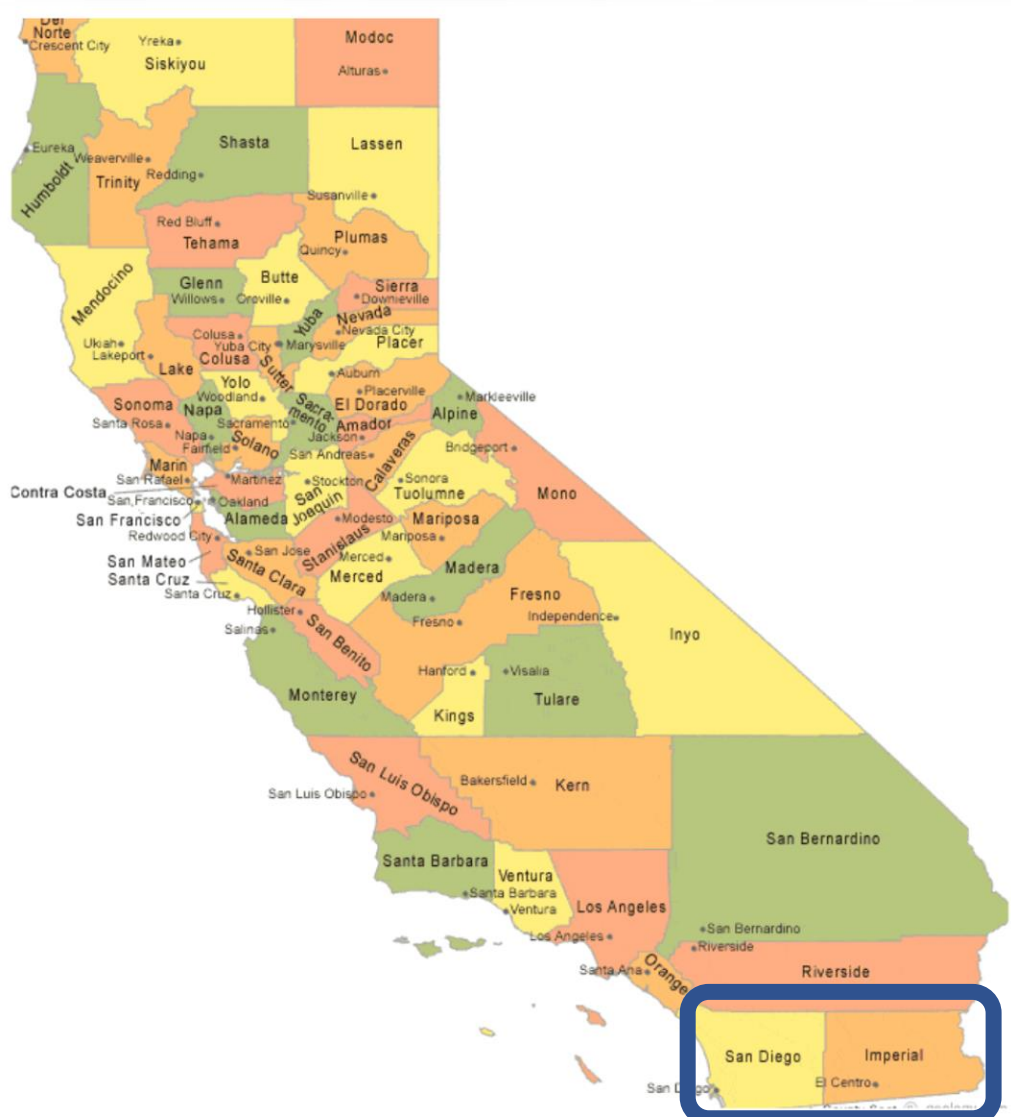 Del
Norte
Crescent City
Yreka
Siskiyou
Modoc
Alturas
Humboldt
Eureka
Weaverville
Trinity
Shasta
Redding
Lassen
Susanville
Red Bluff
Tehama
Plumas
Quincy
Mendocino
Ukiah
Glenn
Willows
Butte
Oroville
Sierra
Downieville
Nevada
Nevada City
Yuba
Marysville
Placer
Auburn
Lakeport
Lake
Colusa
Colusa
Yuba City
Sutter
Yolo
Woodland
Sonoma
Santa Rosa
Napa
Napa
Sacra-
mento
Sacramento
Placerville
El Dorado
Amador
Jackson
Alpine
Markleeville
Solano
Fairfield
San Andreas
Calaveras
Bridgeport
Mono
Marin
San Rafael
Contra Costa
Martinez
Stockton
San
Joaquin
Sonora
Tuolumne
San Francisco
San Francisco
Oakland
Alameda
Redwood City
San Mateo
Modesto
Stanislaus
Mariposa
Mariposa
San Jose
Santa Clara
Santa Cruz
Santa Cruz
Merced
Merced
Madera
Madera
Hollister
San Benito
Salinas
Fresno
Fresno
Independence
Inyo
Monterey
Hanford
Kings
Visalia
Tulare
San Luis Obispo
San Luis Obispo
Bakersfield
Kern
San Bernardino
San Bernardino
Santa Barbara
Santa Barbara
Ventura
Ventura
Los Angeles
Los Angeles
Riverside
Riverside
Santa Ana
Orange
San Diego
San Diego
Imperial
El Centro